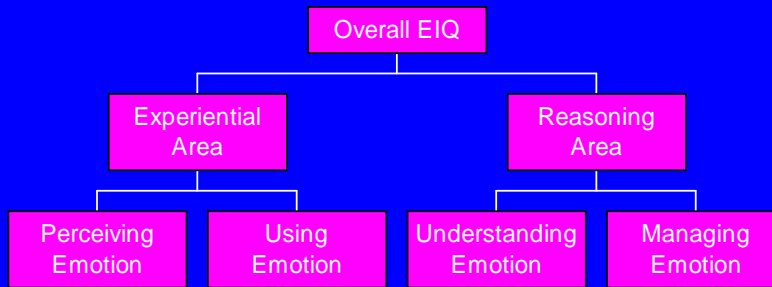 Overall EIQ
Experiential
Area
Reasoning
Area
Perceiving
Emotion
Using
Emotion
Understanding
Emotion
Managing
Emotion